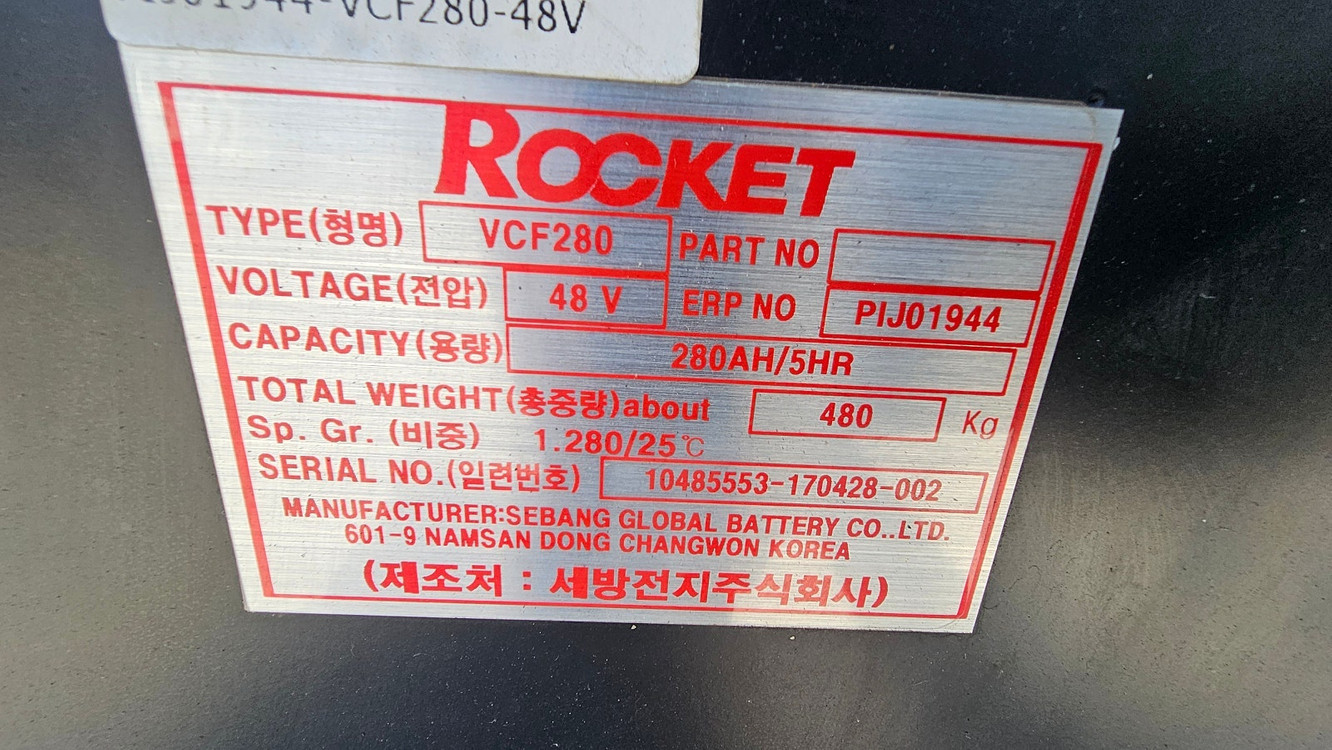 -VCF280-48V
ROCKET
TYPE(형명) VCF280 PART NO
VOLTAGE(전압) 48 V ERP NO PIJ01944
CAPACITY(용량) 280AH/5HR
TOTAL WEIGHT(총중량)about 480 Kg
Sp. Gr. (비중) 1.280/25℃
SERIAL NO.(일련번호) 10485553-170428-002
MANUFACTURER:SEBANG GLOBAL BATTERY CO..LTD.
601-9 NAMSAN DONG CHANGWON KOREA
(제조처 : 세방전지주식회사)